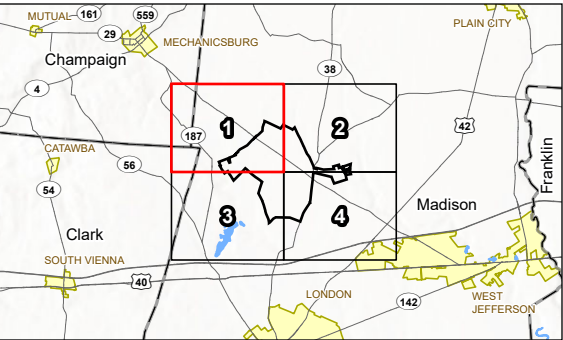 MUTUAL
161
559
PLAIN CITY
29
MECHANICSBURG
Champaign
38
4
187
1
2
42
CATAWBA
56
Franklin
54
Madison
3
4
Clark
SOUTH VIENNA
40
LONDON
142
WEST
JEFFERSON